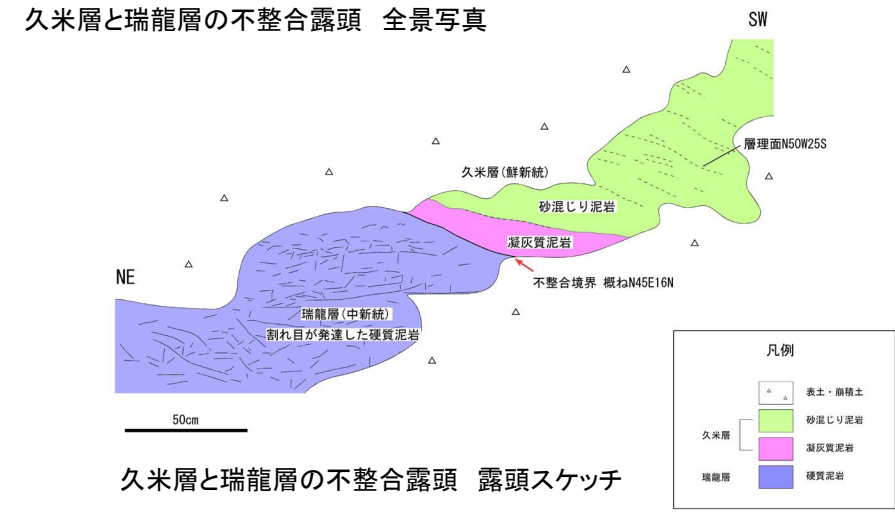 久米層と瑞龍層の不整合露頭　全景写真
SW
層理面N50W25S
久米層(鮮新統)
砂混じり泥岩
凝灰質泥岩
不整合境界 概ねN45E16N
NE
瑞龍層(中新統)
割れ目が発達した硬質泥岩
50cm
久米層と瑞龍層の不整合露頭　露頭スケッチ
凡例
表土・崩積土
久米層
砂混じり泥岩
凝灰質泥岩
瑞龍層
硬質泥岩